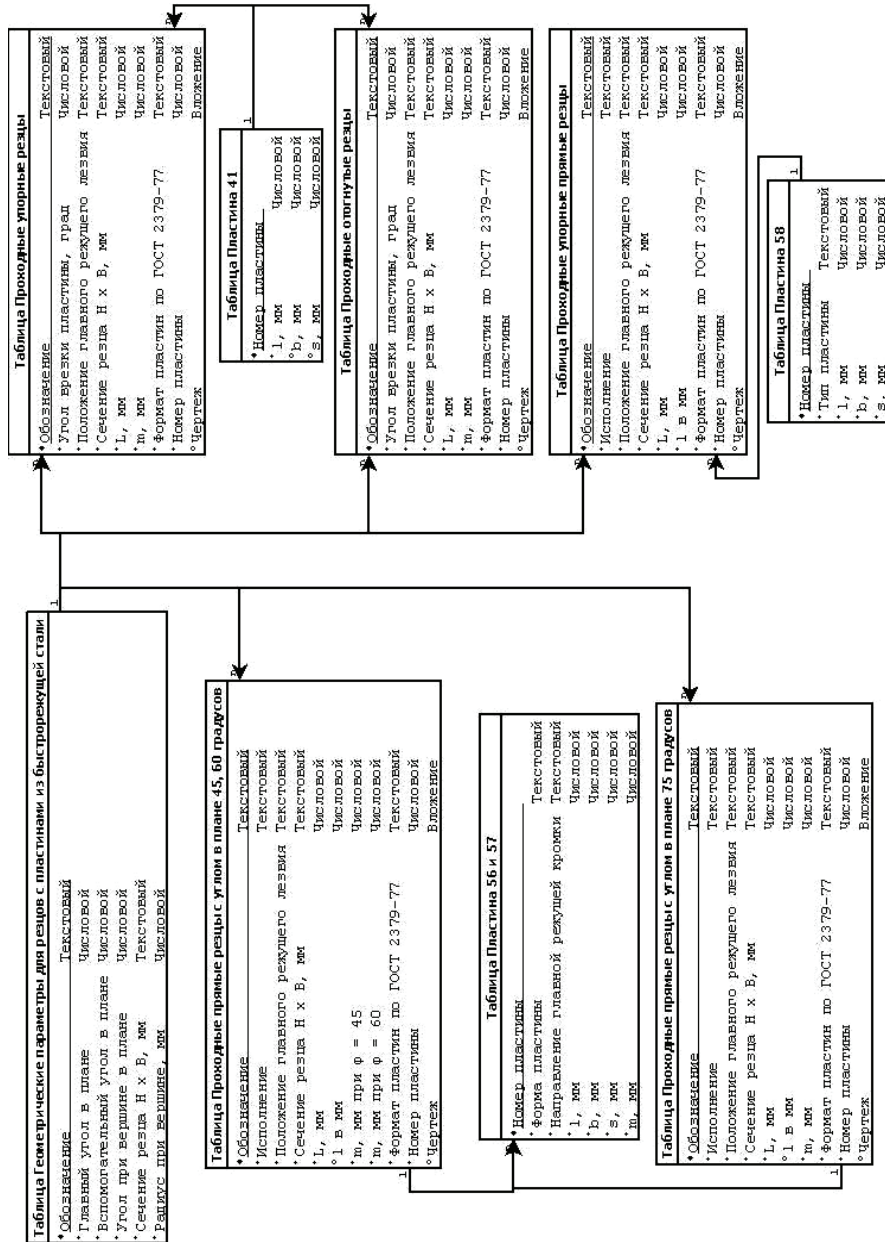 Таблица Геометрические параметры для резцов с пластинами из быстрорежущей стали
Обозначение Текстовый
Главный угол в плане Числовой
Вспомогательный угол в плане Числовой
Угол при вершине в плане Числовой
Сечение резца Н х В, мм Текстовый
Радиус при вершине, мм Числовой
1
Таблица Проходные прямые резцы с углом в плане 45, 60 градусов
Обозначение Текстовый
Исполнение Текстовый
Положение главного режущего лезвия Текстовый
Сечение резца Н х В, мм Текстовый
L, мм Числовой
l в мм Числовой
m, мм при φ = 45 Числовой
m, мм при φ = 60 Числовой
Формат пластин по ГОСТ 2379-77 Текстовый
Номер пластины Числовой
Чертеж Вложение
1
Таблица Пластина 56 и 57
Номер пластины
Форма пластины Текстовый
Направление главной режущей кромки Текстовый
l, мм Числовой
b, мм Числовой
s, мм Числовой
m, мм Числовой
Таблица Проходные прямые резцы с углом в плане 75 градусов
Обозначение Текстовый
Исполнение Текстовый
Положение главного режущего лезвия Текстовый
Сечение резца Н х В, мм Текстовый
L, мм Числовой
l в мм Числовой
m, мм Числовой
Формат пластин по ГОСТ 2379-77 Текстовый
Номер пластины Числовой
Чертеж Вложение
1
Таблица Проходные упорные резцы
Обозначение Текстовый
Угол врезки пластины, град Числовой
Положение главного режущего лезвия Текстовый
Сечение резца Н х В, мм Текстовый
L, мм Числовой
m, мм Числовой
Формат пластин по ГОСТ 2379-77 Текстовый
Номер пластины Числовой
Чертеж Вложение
Таблица Пластина 41
Номер пластины
l, мм Числовой
b, мм Числовой
s, мм Числовой
1
Таблица Проходные отогнутые резцы
Обозначение Текстовый
Угол врезки пластины, град Числовой
Положение главного режущего лезвия Текстовый
Сечение резца Н х В, мм Текстовый
L, мм Числовой
m, мм Числовой
Формат пластин по ГОСТ 2379-77 Текстовый
Номер пластины Числовой
Чертеж Вложение
Таблица Проходные упорные прямые резцы
Обозначение Текстовый
Исполнение Текстовый
Положение главного режущего лезвия Текстовый
Сечение резца Н х В, мм Текстовый
L, мм Числовой
l в мм Числовой
Формат пластин по ГОСТ 2379-77 Текстовый
Номер пластины Числовой
Чертеж Вложение
1
Таблица Пластина 58
Номер пластины
Тип пластины Текстовый
l, мм Числовой
b, мм Числовой
s, мм Числовой